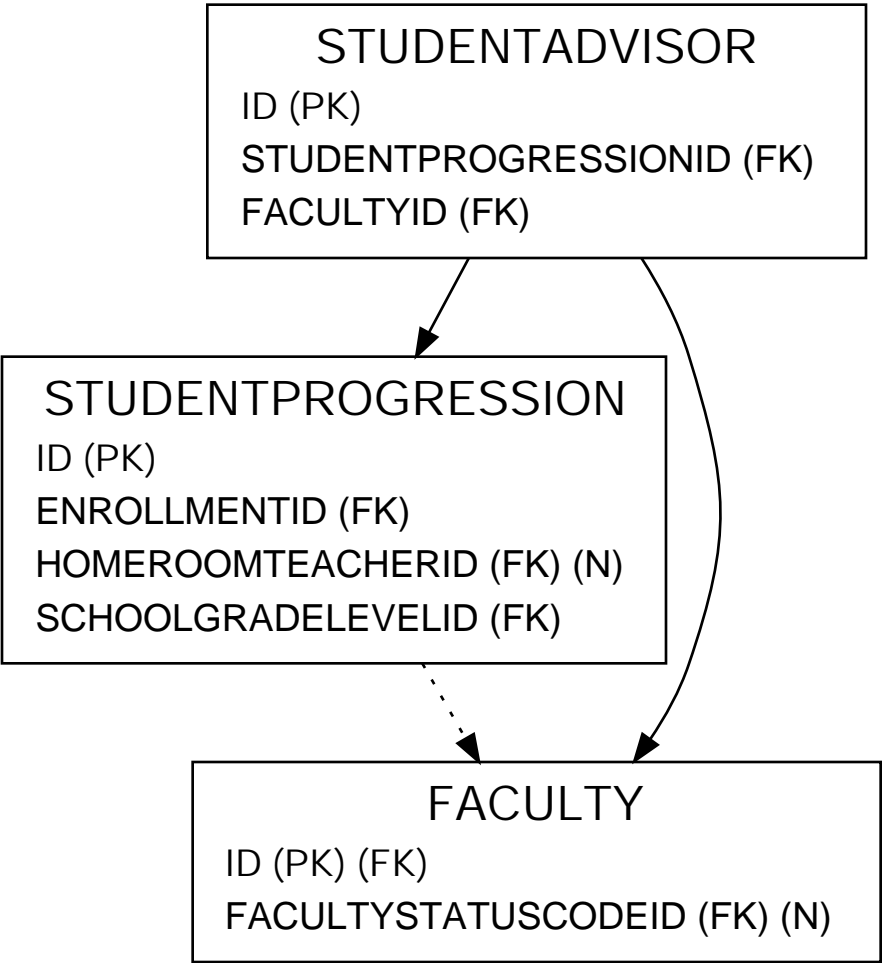 STUDENTADVISOR
ID (PK)
STUDENTPROGRESSIONID (FK)
FACULTYID (FK)
STUDENTPROGRESSION
ID (PK)
ENROLLMENTID (FK)
HOMEROOMTEACHERID (FK) (N)
SCHOOLGRADELEVELID (FK)
FACULTY
ID (PK) (FK)
FACULTYSTATUSCODEID (FK) (N)